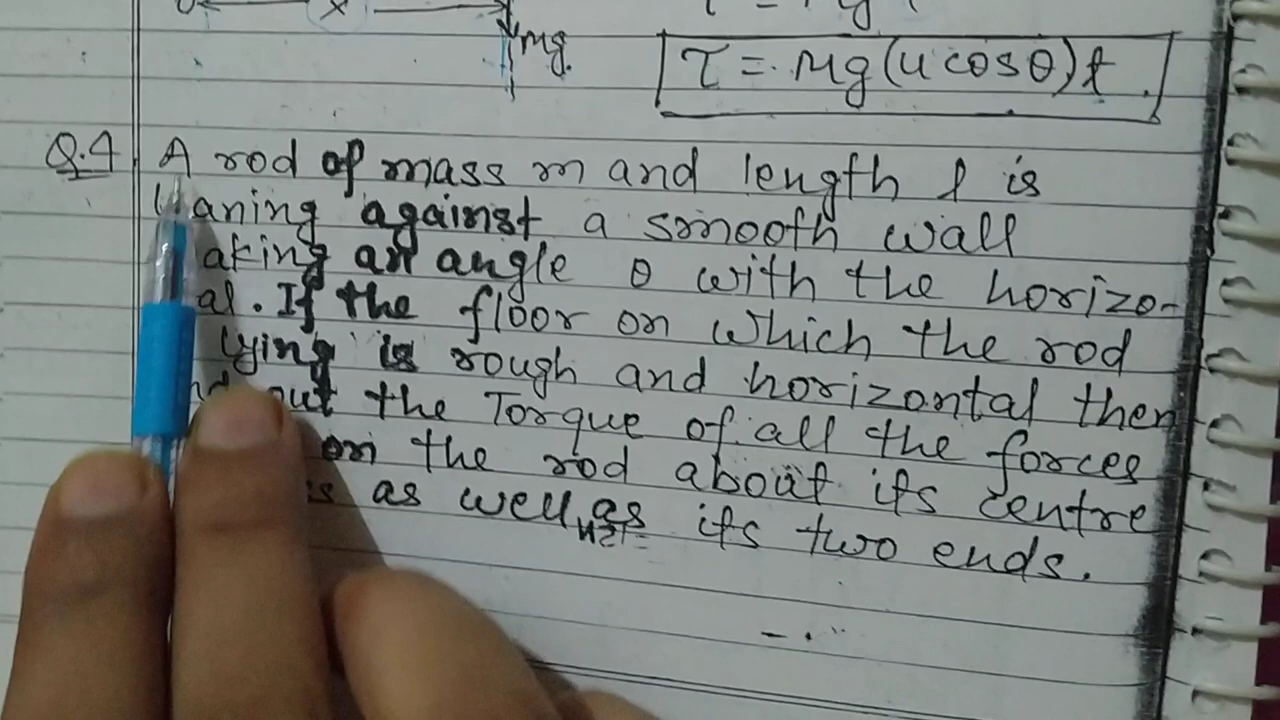 x
mg.
τ = Mg(u cosθ)t.
Q.4 A rod of mass m and length l is
aning against a smooth wall
aking an angle θ with the horizo-
al. If the floor on which the rod
lying is rough and horizontal then
out the Torque of all the forces
on the rod about its centre
as well as its two ends.